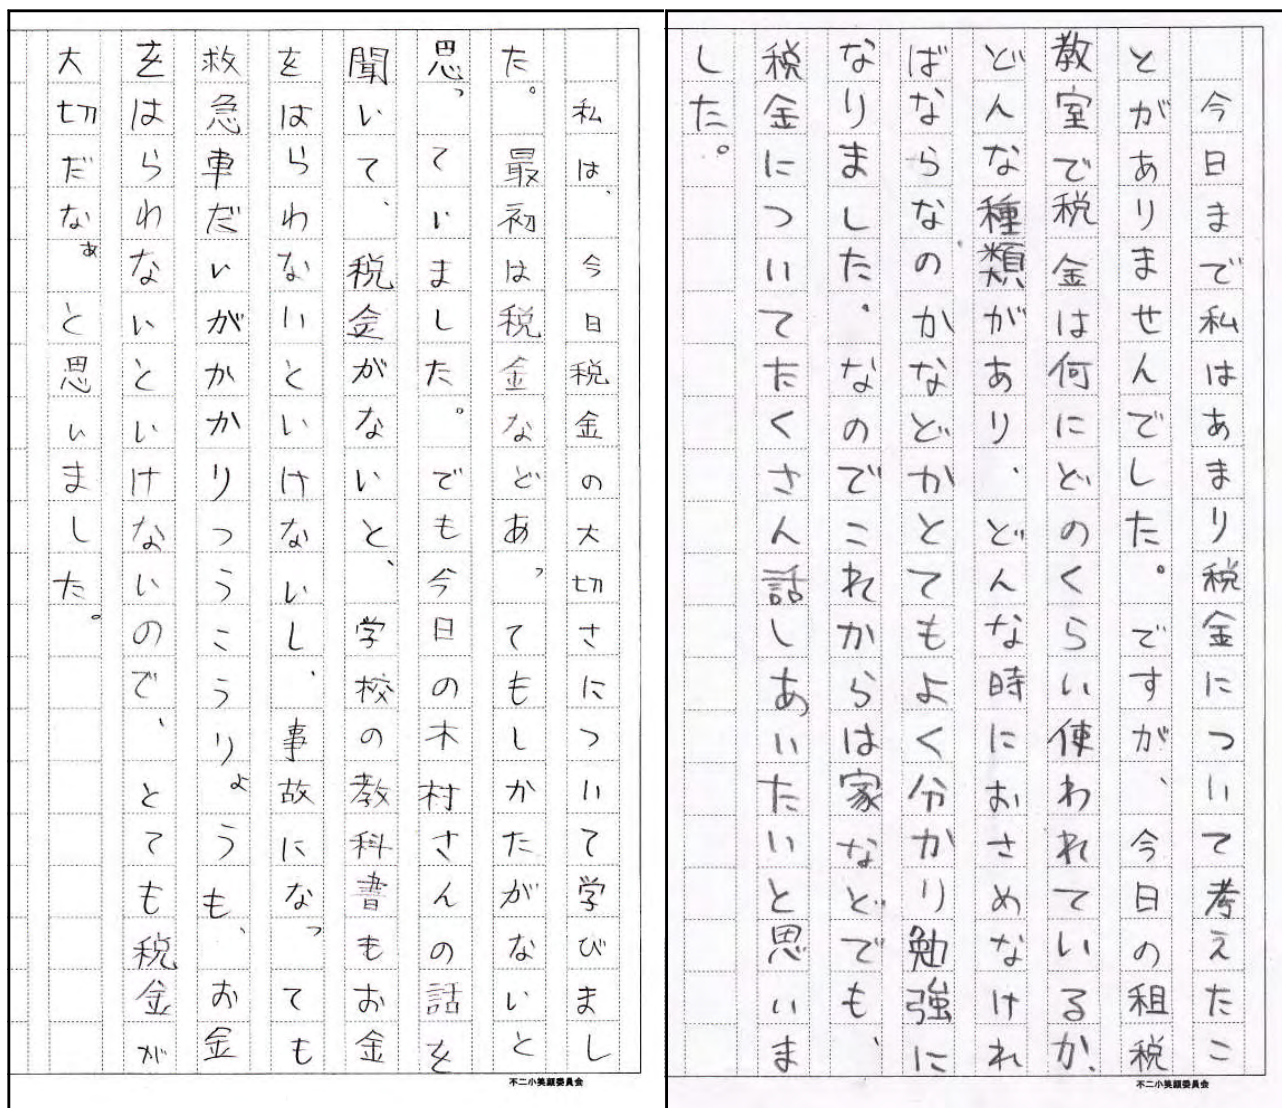 今日まで私はあまり税金について考えたこ
とがありませんでした。ですが、今日の租税
教室で税金は何にどのくらい使われているか、
どんな種類があり、どんな時におさめなけれ
ばならなのかなどかとてもよく分かり勉強に
なりました。なのでこれからは家などでも、
税金についてたくさん話しあいたいと思いま
した。
不二小笑顔委員会
私は、今日税金の大切さについて学びまし
た。最初は税金などあってもしかたがないと
思っていました。でも今日の木村さんの話を
聞いて、税金がないと、学校の教科書もお金
をはらわないといけないし、事故になっても
救急車だいがかかりつうこうりょうも、お金
をはらわないといけないので、とても税金が
大切だなぁと思いました。
不二小笑顔委員会